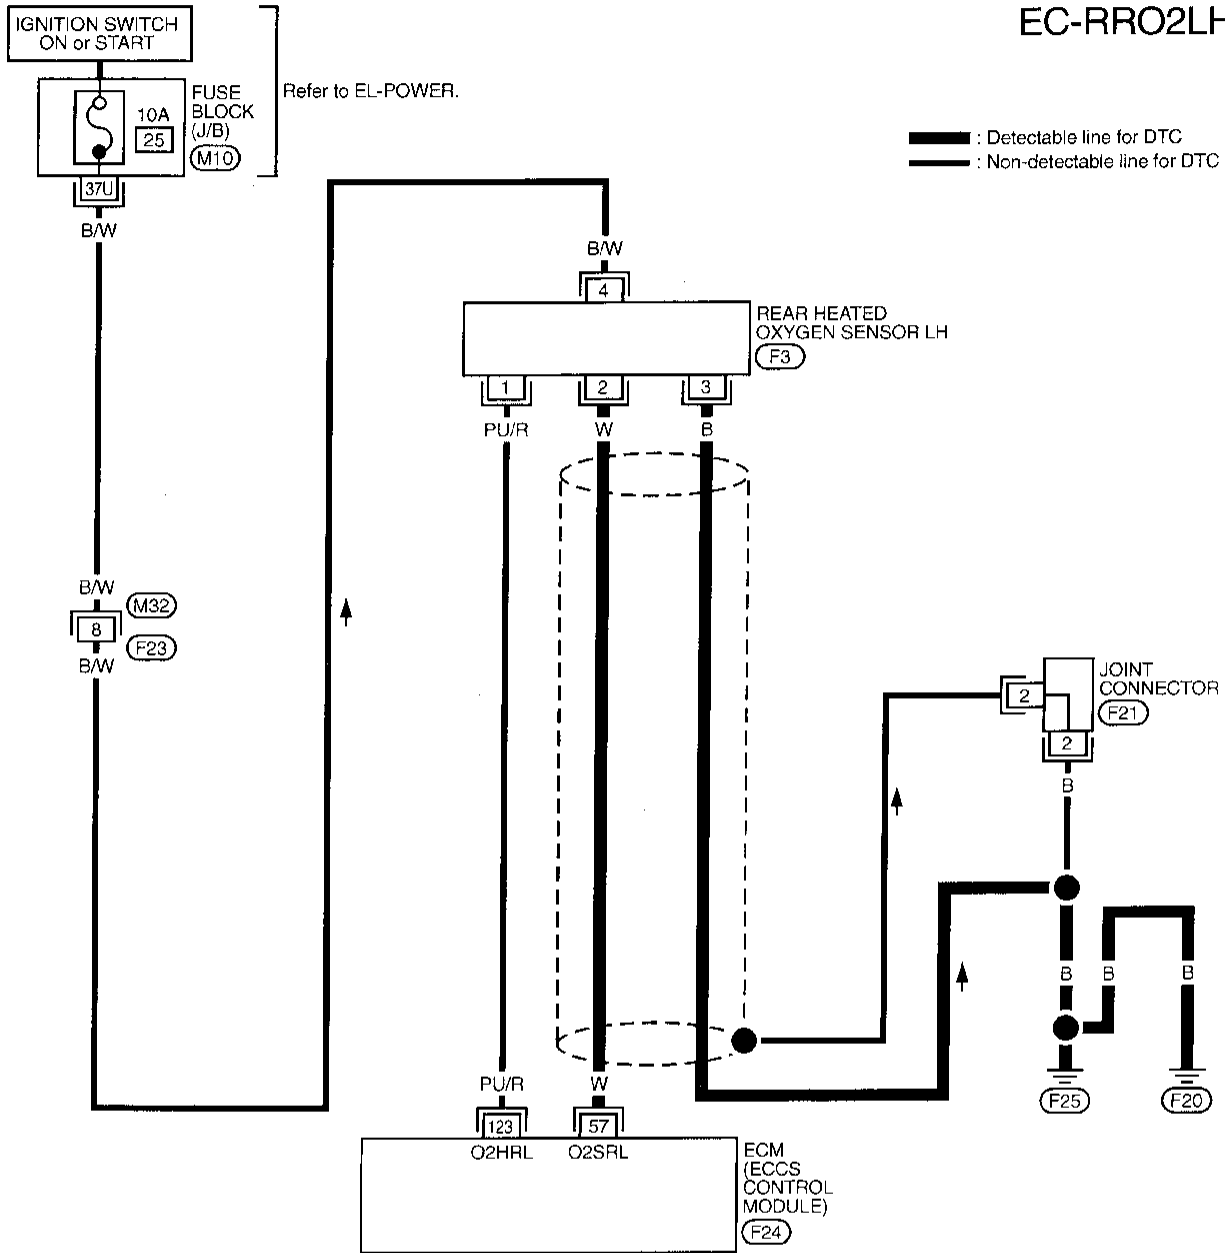 EC-RRO2LH
IGNITION SWITCH
ON or START
FUSE
BLOCK
(J/B)
M10
10A
25
37U
Refer to EL-POWER.
: Detectable line for DTC
: Non-detectable line for DTC
B/W
B/W
4
REAR HEATED
OXYGEN SENSOR LH
F3
1
2
3
PU/R
W
B
B/W
M32
8
F23
B/W
2
JOINT
CONNECTOR
F21
2
B
B
B
B
F25
F20
PU/R
W
123
57
O2HRL
O2SRL
ECM
(ECCS
CONTROL
MODULE)
F24